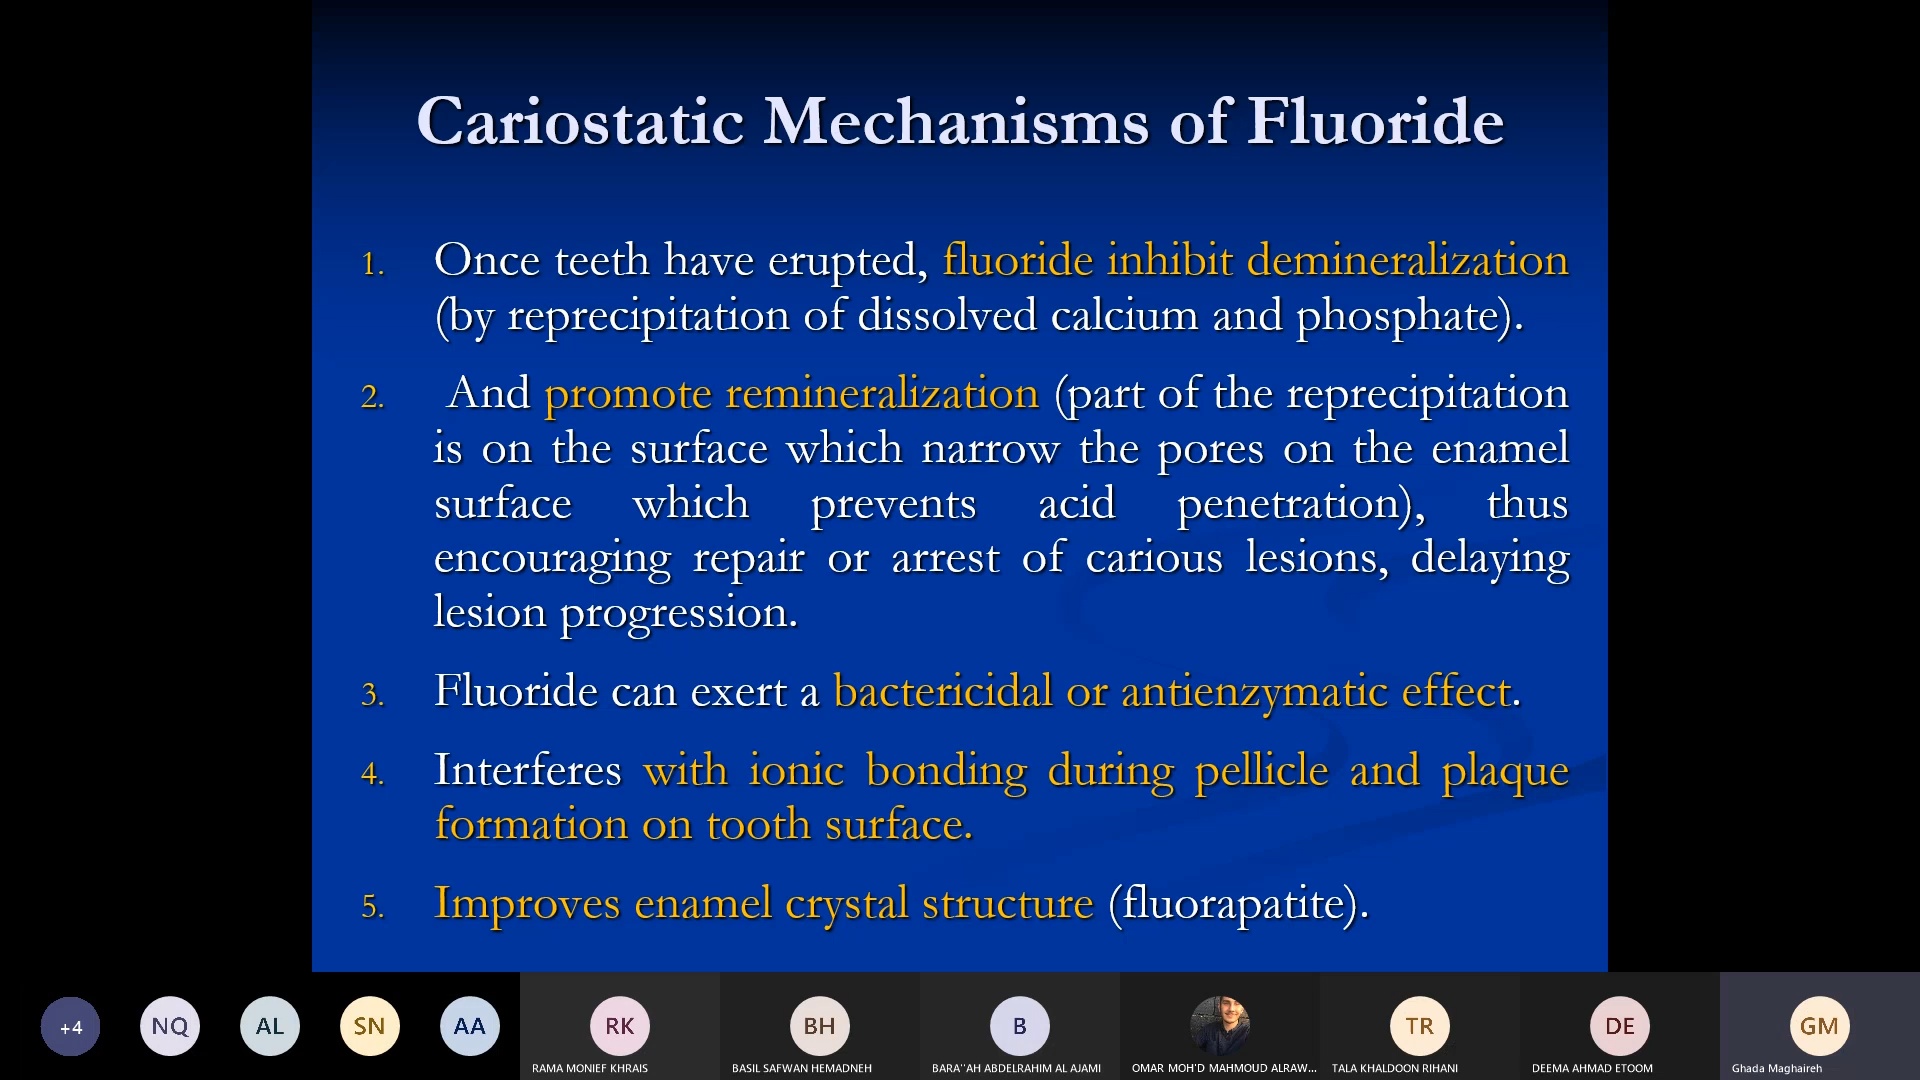 Cariostatic Mechanisms of Fluoride
1. Once teeth have erupted, fluoride inhibit demineralization
(by reprecipitation of dissolved calcium and phosphate).
2. And promote remineralization (part of the reprecipitation
is on the surface which narrow the pores on the enamel
surface which prevents acid penetration), thus
encouraging repair or arrest of carious lesions, delaying
lesion progression.
3. Fluoride can exert a bactericidal or antienzymatic effect.
4. Interferes with ionic bonding during pellicle and plaque
formation on tooth surface.
5. Improves enamel crystal structure (fluorapatite).
+4
NQ
AL
SN
AA
RK
RAMA MONIEF KHRAIS
BH
BASIL SAFWAN HEMADNEH
B
BARA''AH ABDELRAHIM AL AJAMI
OMAR MOH'D MAHMOUD ALRAW...
TR
TALA KHALDOON RIHANI
DE
DEEMA AHMAD ETOOM
GM
Ghada Maghaireh